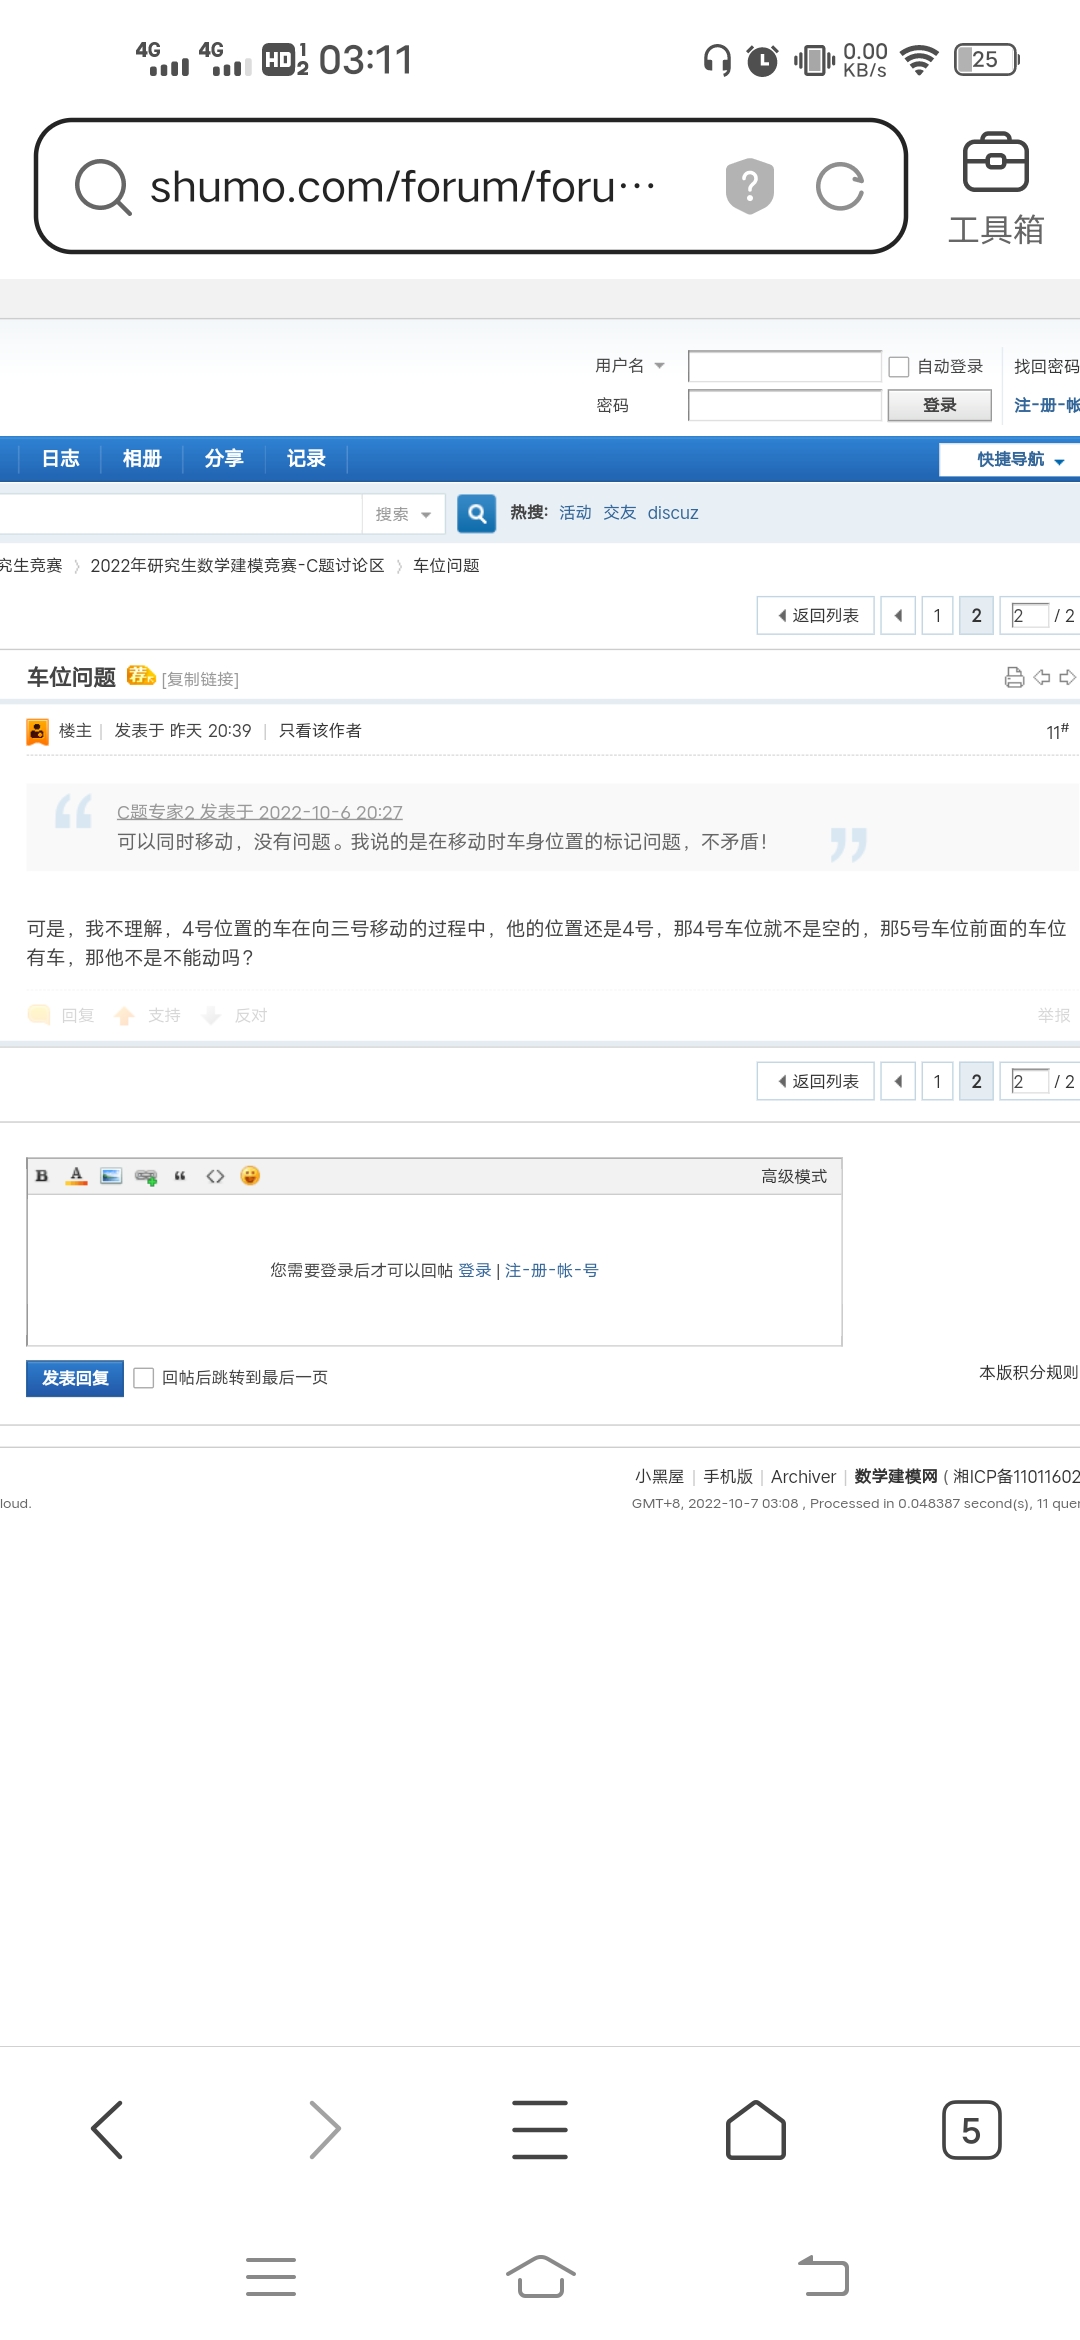 4G 4G HD 1 2 03:11 0.00 KB/s 25
shumo.com/forum/foru···
工具箱
用户名 自动登录 找回密码
密码 登录 注-册-帐
日志 相册 分享 记录 快捷导航
搜索 热搜: 活动 交友 discuz
究生竞赛 〉 2022年研究生数学建模竞赛-C题讨论区 〉 车位问题
返回列表 1 2 2 / 2
车位问题 荐 [复制链接]
楼主 | 发表于 昨天 20:39 | 只看该作者 11#
C题专家2 发表于 2022-10-6 20:27
可以同时移动，没有问题。我说的是在移动时车身位置的标记问题，不矛盾！
可是，我不理解，4号位置的车在向三号移动的过程中，他的位置还是4号，那4号车位就不是空的，那5号车位前面的车位
有车，那他不是不能动吗？
回复 支持 反对 举报
返回列表 1 2 2 / 2
B A “ <> 高级模式
您需要登录后才可以回帖 登录 | 注-册-帐-号
发表回复 回帖后跳转到最后一页 本版积分规则
小黑屋 | 手机版 | Archiver | 数学建模网 ( 湘ICP备11011602
loud. GMT+8, 2022-10-7 03:08 , Processed in 0.048387 second(s), 11 quer
5